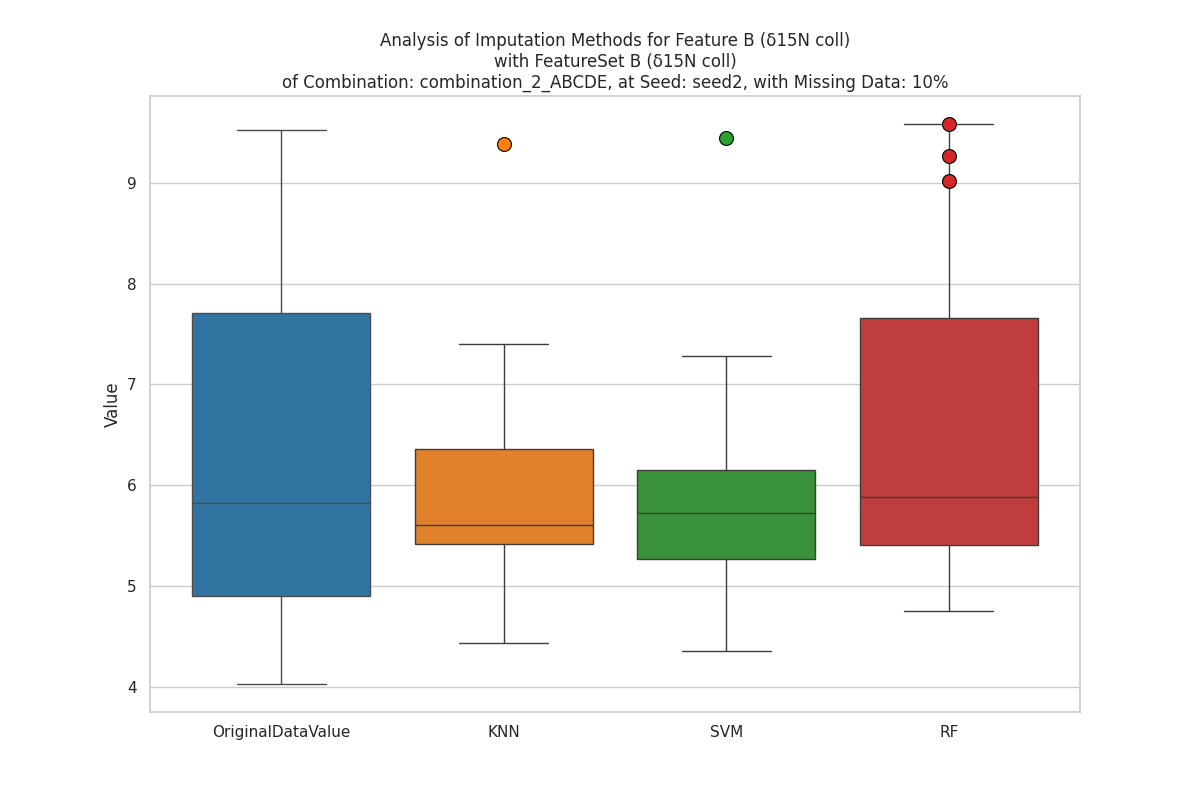 Analysis of Imputation Methods for Feature B (δ15N coll)
with FeatureSet B (δ15N coll)
of Combination: combination_2_ABCDE, at Seed: seed2, with Missing Data: 10%
Value
9
8
7
6
5
4
OriginalDataValue KNN SVM RF